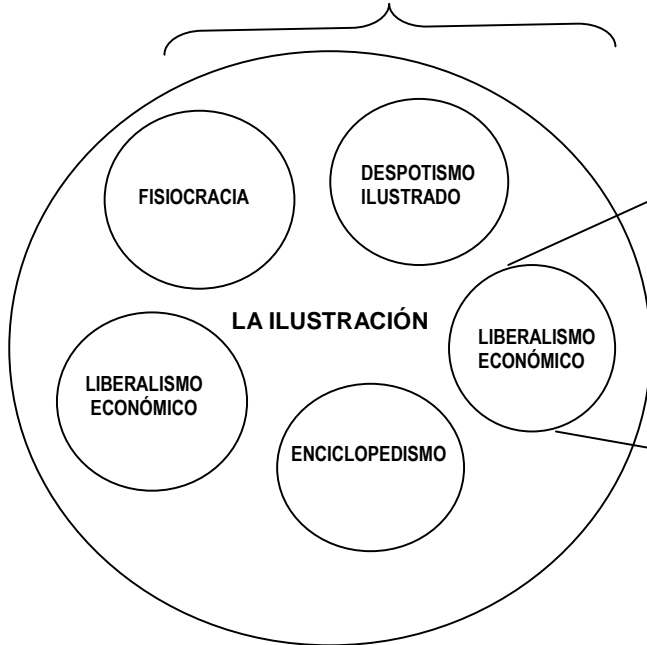 FISIOCRACIA
DESPOTISMO
ILUSTRADO
LA ILUSTRACIÓN
LIBERALISMO
ECONÓMICO
LIBERALISMO
ECONÓMICO
ENCICLOPEDISMO